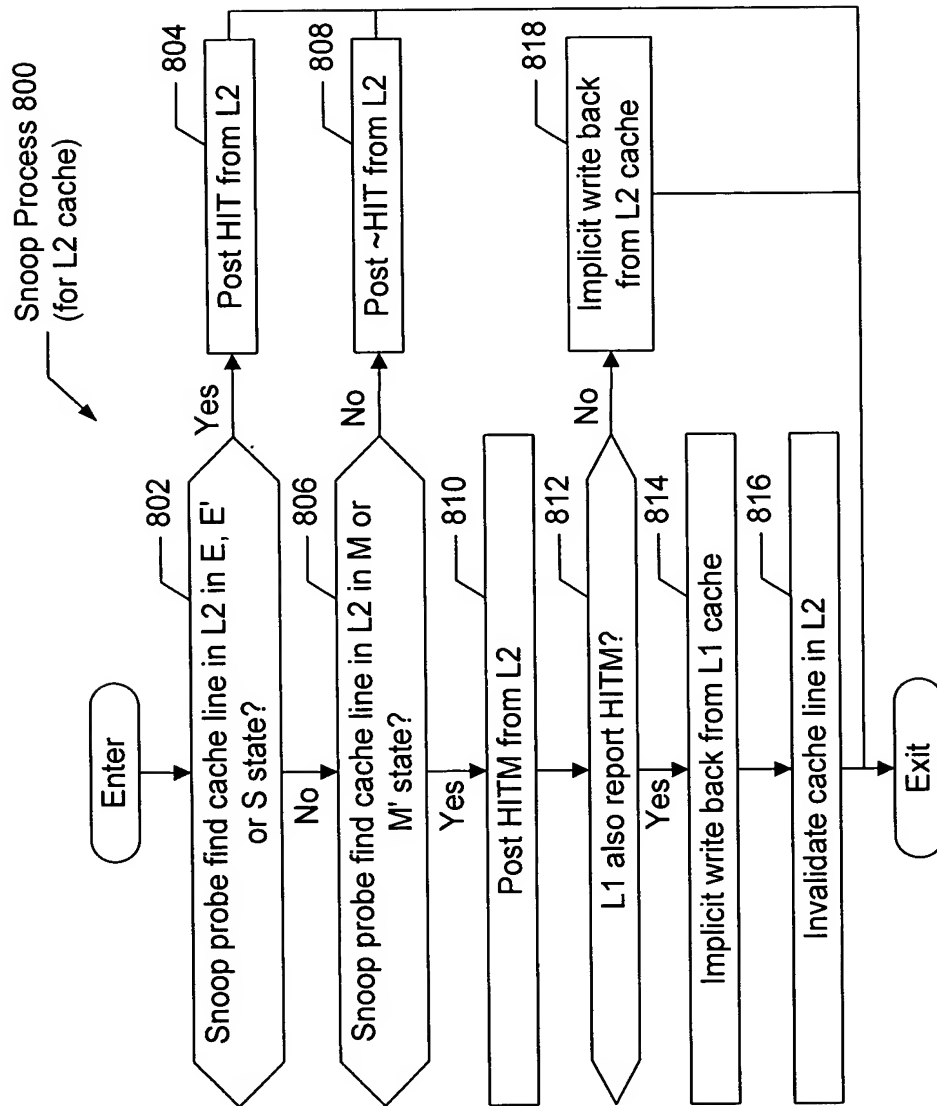 Snoop Process 800
(for L2 cache)
Enter
802
Snoop probe find cache line in L2 in E, E'
or S state?
Yes
804
Post HIT from L2
No
806
Snoop probe find cache line in L2 in M or
M' state?
No
808
Post ~HIT from L2
Yes
810
Post HITM from L2
812
L1 also report HITM?
No
818
Implicit write back
from L2 cache
Yes
814
Implicit write back from L1 cache
816
Invalidate cache line in L2
Exit